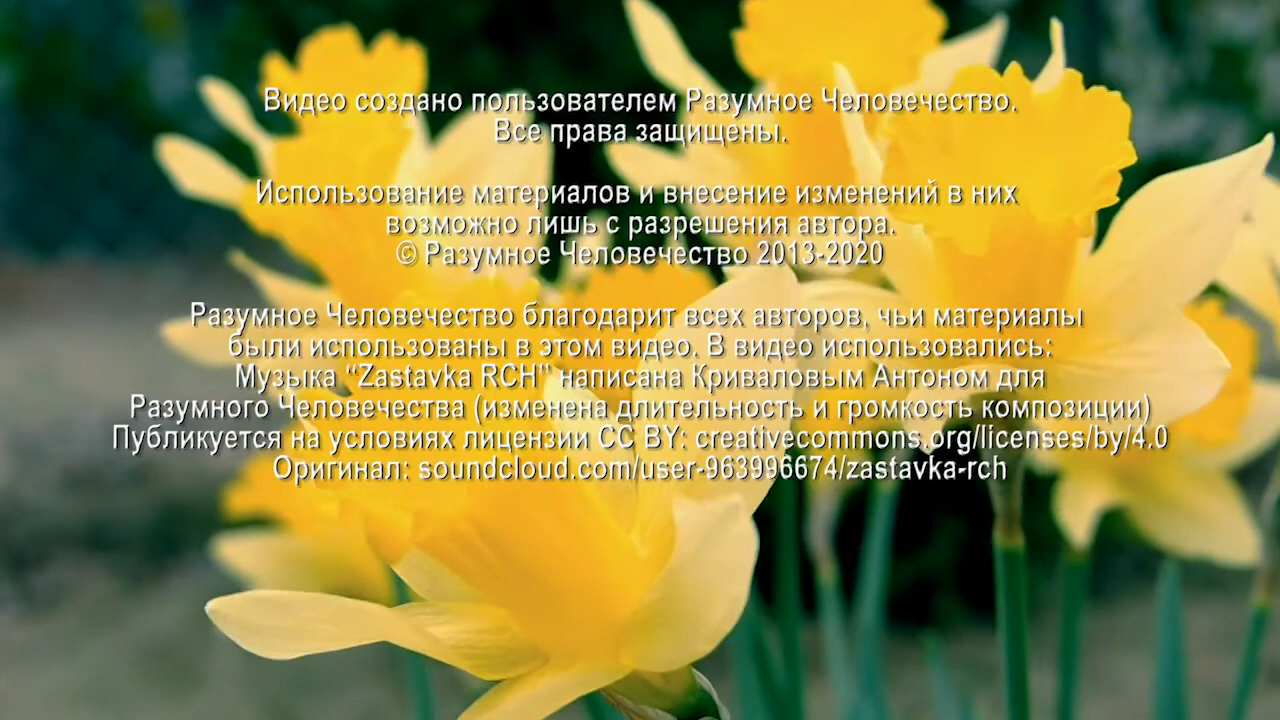 Видео создано пользователем Разумное Человечество.
Все права защищены.
Использование материалов и внесение изменений в них
возможно лишь с разрешения автора.
© Разумное Человечество 2013-2020
Разумное Человечество благодарит всех авторов, чьи материалы
были использованы в этом видео. В видео использовались:
Музыка “Zastavka RCH” написана Криваловым Антоном для
Разумного Человечества (изменена длительность и громкость композиции)
Публикуется на условиях лицензии CC BY: creativecommons.org/licenses/by/4.0
Оригинал: soundcloud.com/user-963996674/zastavka-rch